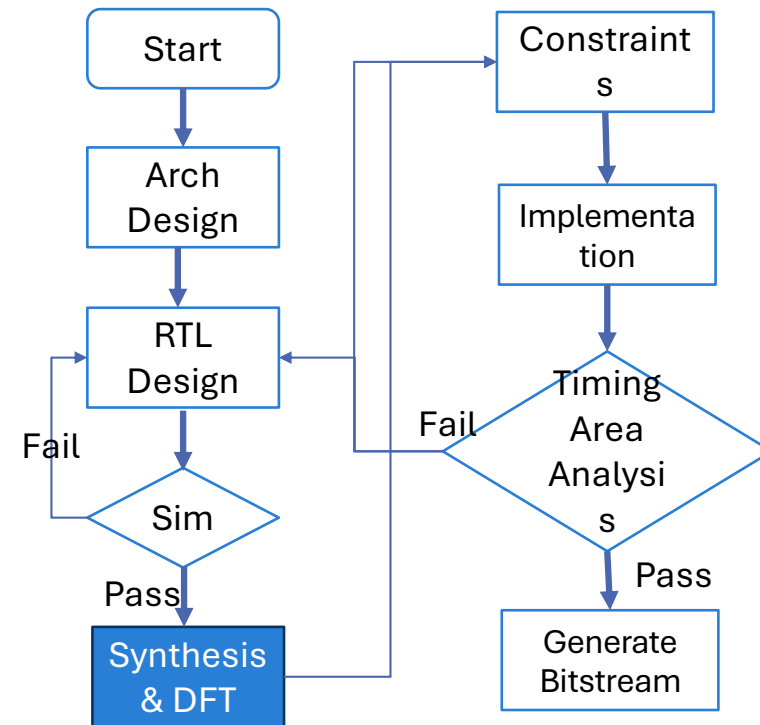 Start
Arch
Design
RTL
Design
Fail
Sim
Pass
Synthesis
& DFT
Constraint
s
Implementa
tion
Timing
Area
Analysi
s
Fail
Pass
Generate
Bitstream